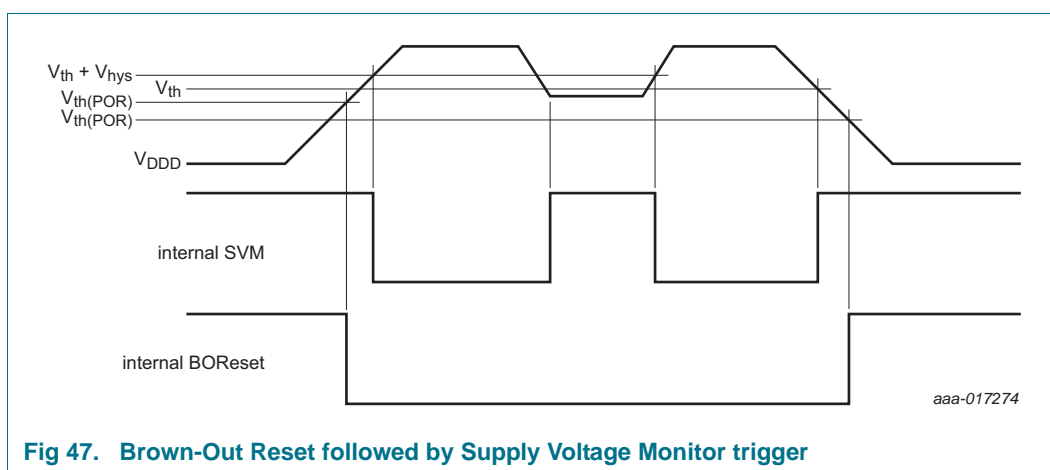 Vth + Vhys
Vth
Vth(POR)
Vth(POR)
VDDD
internal SVM
internal BOReset
aaa-017274
Fig 47. Brown-Out Reset followed by Supply Voltage Monitor trigger